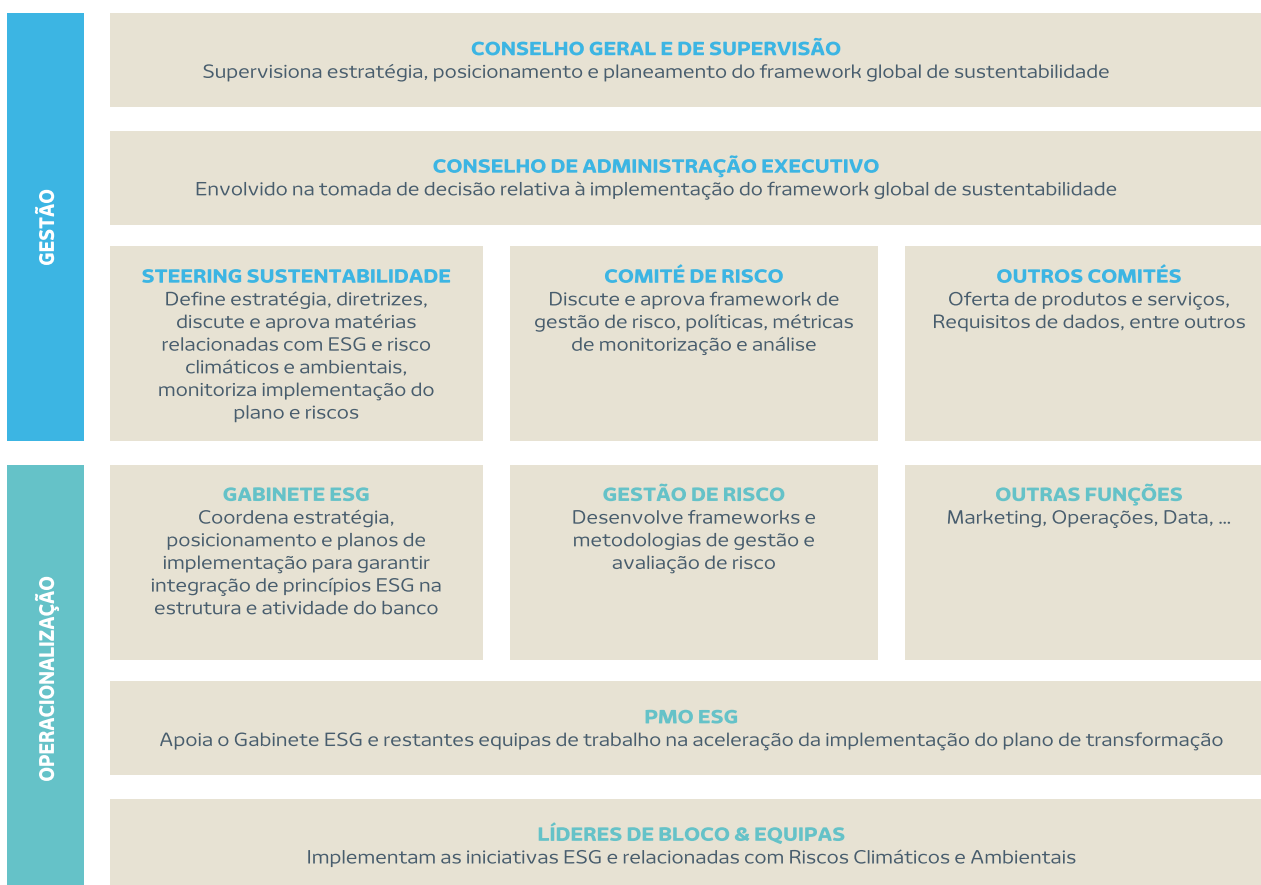 GESTÃO
CONSELHO GERAL E DE SUPERVISÃO
Supervisiona estratégia, posicionamento e planeamento do framework global de sustentabilidade
CONSELHO DE ADMINISTRAÇÃO EXECUTIVO
Envolvido na tomada de decisão relativa à implementação do framework global de sustentabilidade
STEERING SUSTENTABILIDADE
Define estratégia, diretrizes,
discute e aprova matérias
relacionadas com ESG e risco
climáticos e ambientais,
monitoriza implementação do
plano e riscos
COMITÉ DE RISCO
Discute e aprova framework de
gestão de risco, políticas, métricas
de monitorização e análise
OUTROS COMITÉS
Oferta de produtos e serviços,
Requisitos de dados, entre outros
OPERACIONALIZAÇÃO
GABINETE ESG
Coordena estratégia,
posicionamento e planos de
implementação para garantir
integração de princípios ESG na
estrutura e atividade do banco
GESTÃO DE RISCO
Desenvolve frameworks e
metodologias de gestão e
avaliação de risco
OUTRAS FUNÇÕES
Marketing, Operações, Data, ...
PMO ESG
Apoia o Gabinete ESG e restantes equipas de trabalho na aceleração da implementação do plano de transformação
LÍDERES DE BLOCO & EQUIPAS
Implementam as iniciativas ESG e relacionadas com Riscos Climáticos e Ambientais